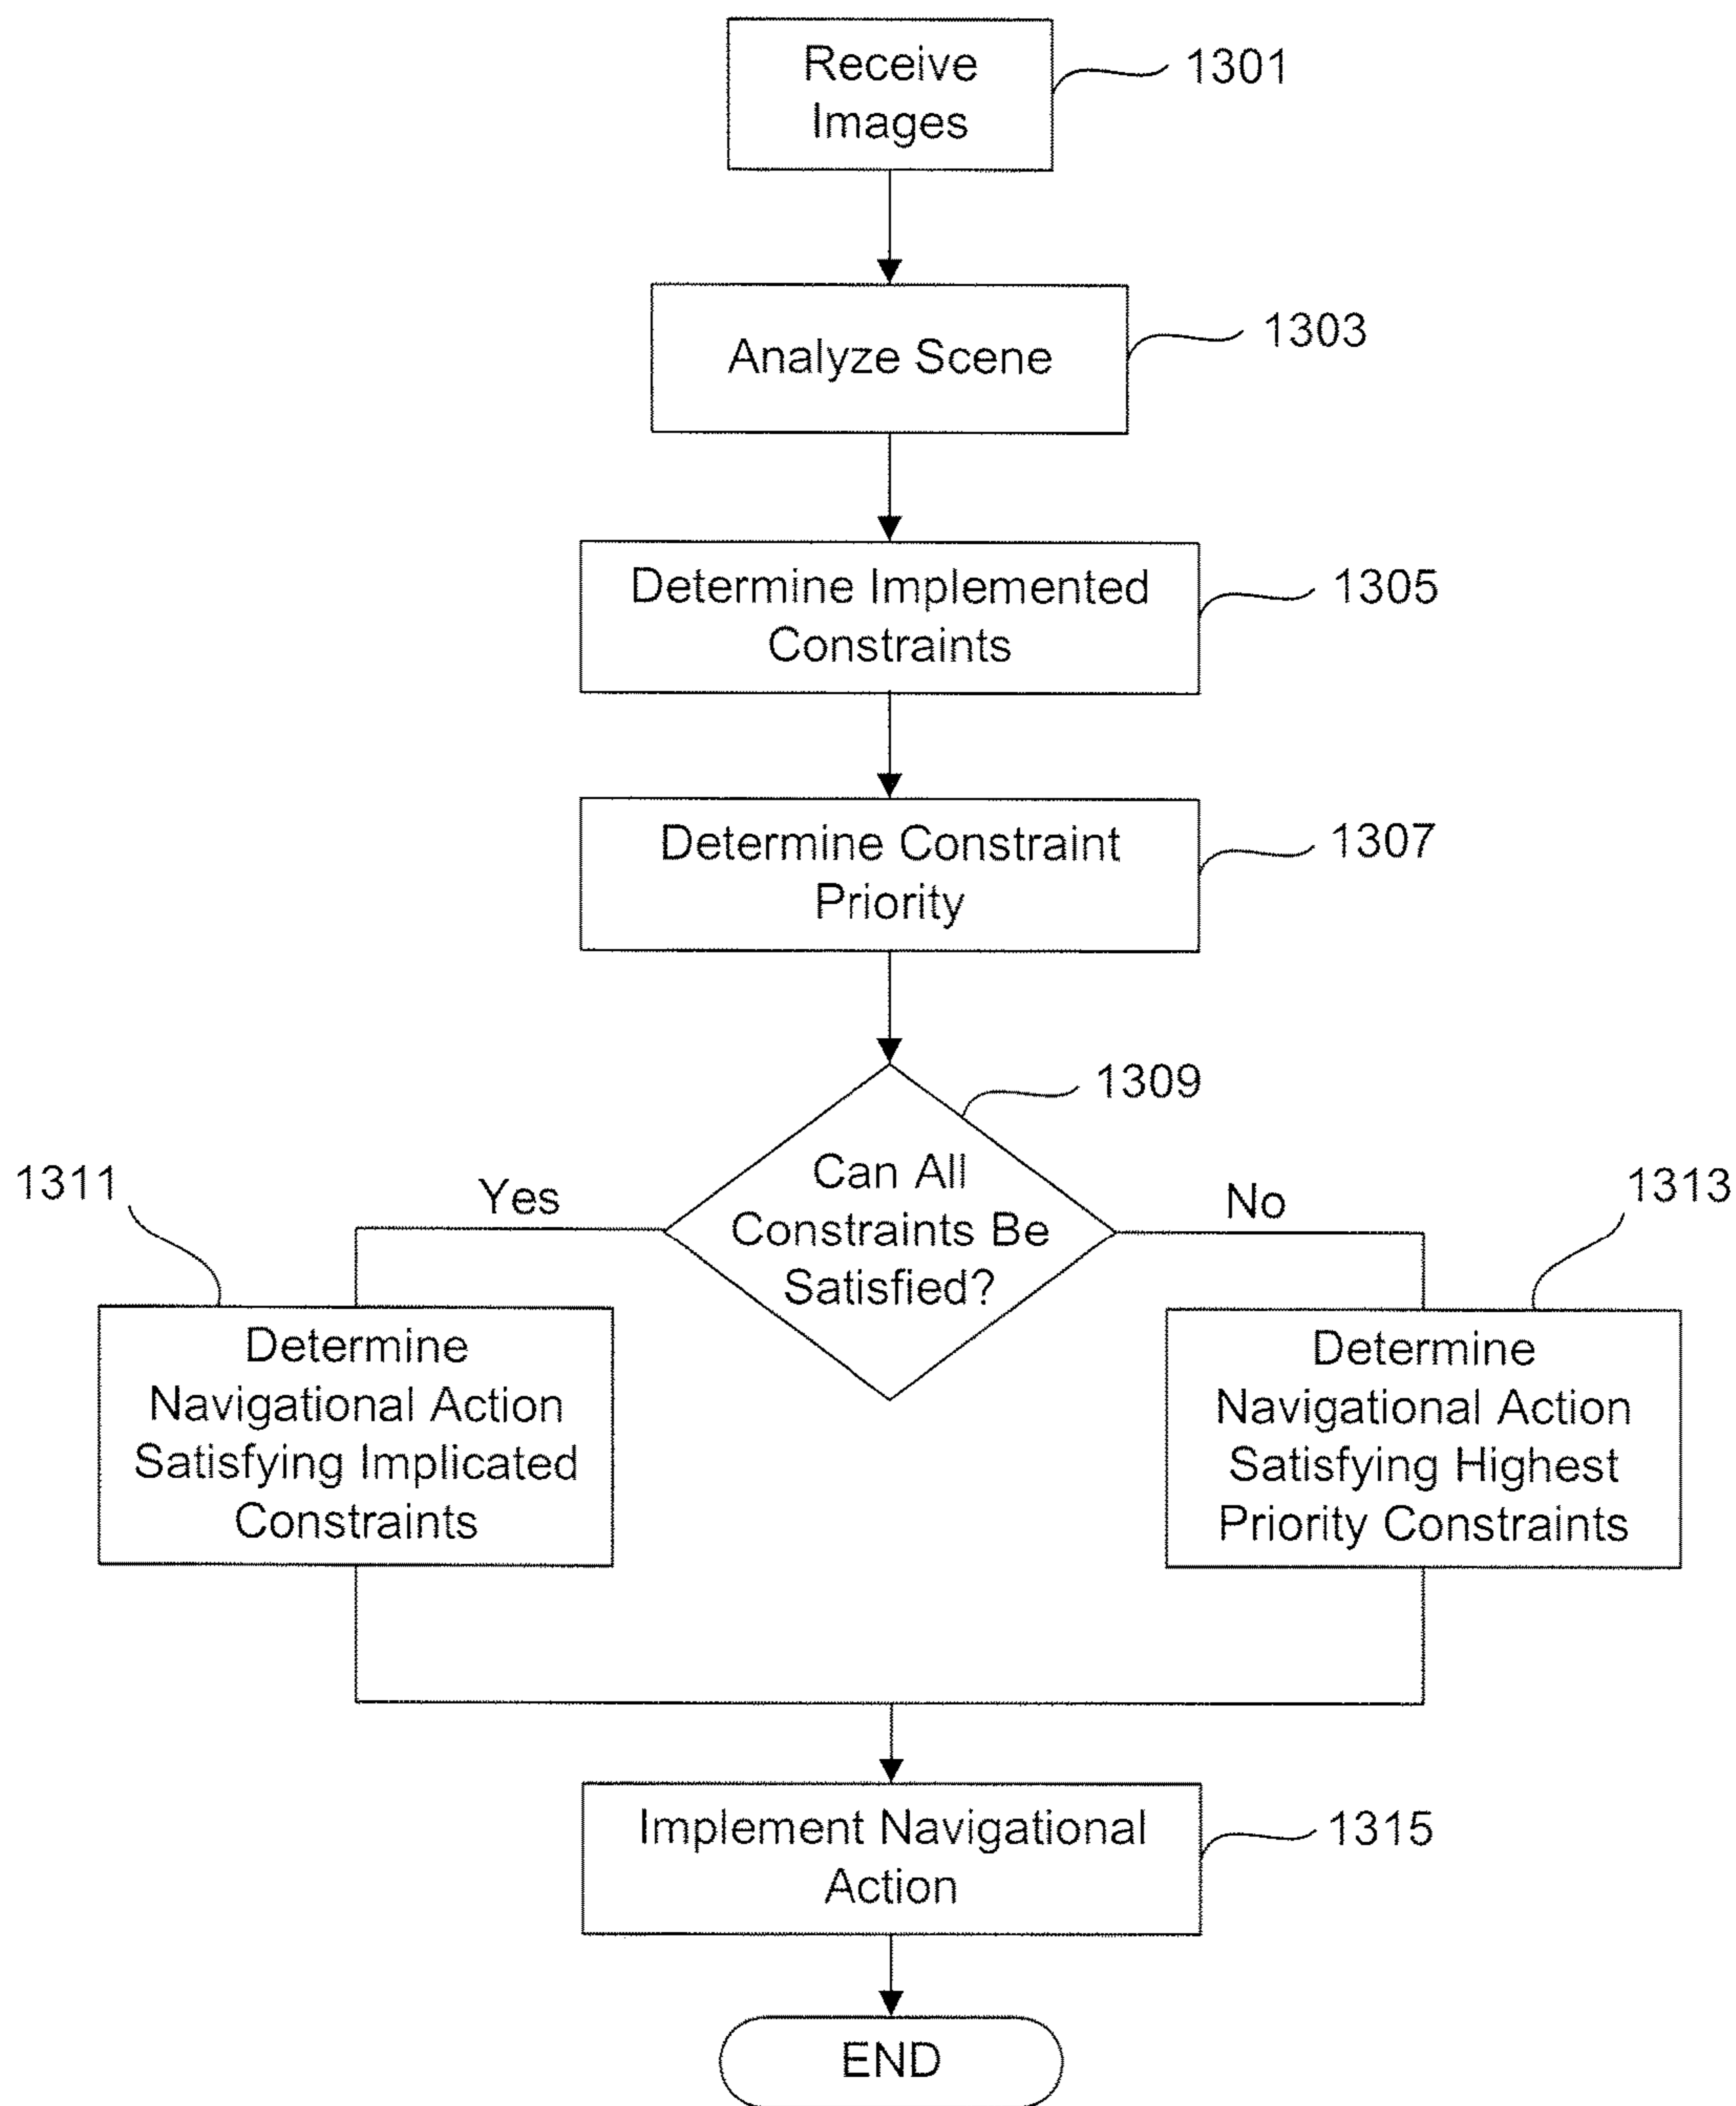 Receive
Images
1301
Analyze Scene
1303
Determine Implemented
Constraints
1305
Determine Constraint
Priority
1307
1309
Can All
Constraints Be
Satisfied?
Yes
No
1311
Determine
Navigational Action
Satisfying Implicated
Constraints
1313
Determine
Navigational Action
Satisfying Highest
Priority Constraints
Implement Navigational
Action
1315
END